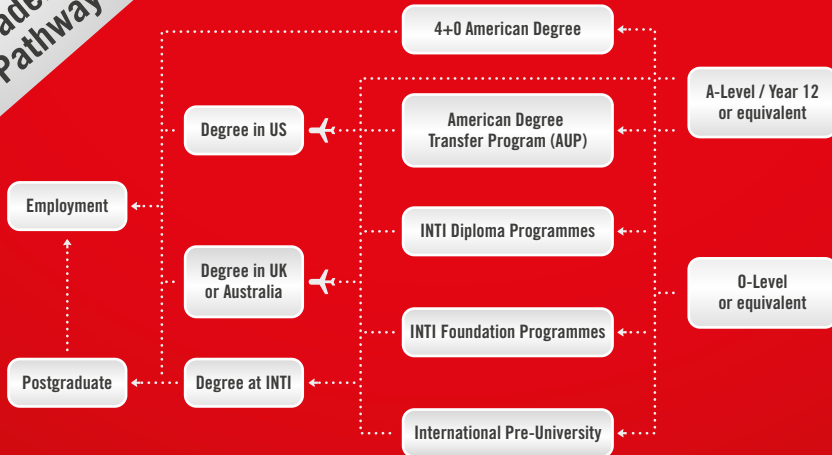 Pathway
4+0 American Degree
A-Level / Year 12
or equivalent
Degree in US
American Degree
Transfer Program (AUP)
Employment
INTI Diploma Programmes
Degree in UK
or Australia
O-Level
or equivalent
INTI Foundation Programmes
Postgraduate
Degree at INTI
International Pre-University